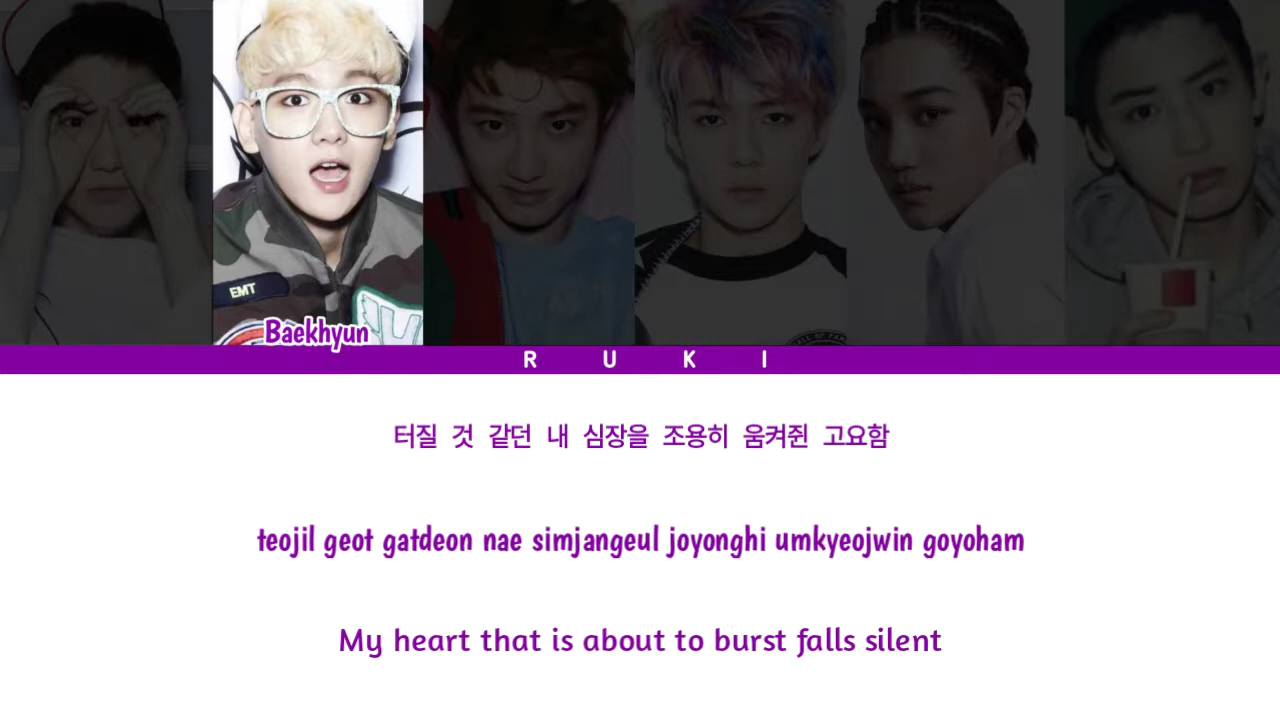 EMT
Baekhyun
R U K I
터질 것 같던 내 심장을 조용히 움켜쥔 고요함
teojil geot gatdeon nae simjangeul joyonghi umkyeojwin goyoham
My heart that is about to burst falls silent